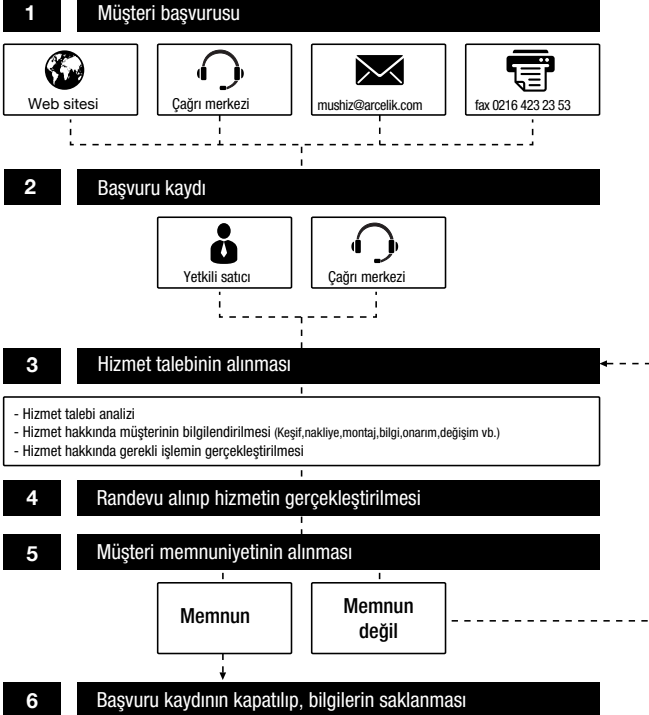 1 Müşteri başvurusu
Web sitesi
Çağrı merkezi
mushiz@arcelik.com
fax 0216 423 23 53
2 Başvuru kaydı
Yetkili satıcı
Çağrı merkezi
3 Hizmet talebinin alınması
- Hizmet talebi analizi
- Hizmet hakkında müşterinin bilgilendirilmesi (Keşif,nakliye,montaj,bilgi,onarım,değişim vb.)
- Hizmet hakkında gerekli işlemin gerçekleştirilmesi
4 Randevu alınıp hizmetin gerçekleştirilmesi
5 Müşteri memnuniyetinin alınması
Memnun
Memnun
değil
6 Başvuru kaydının kapatılıp, bilgilerin saklanması